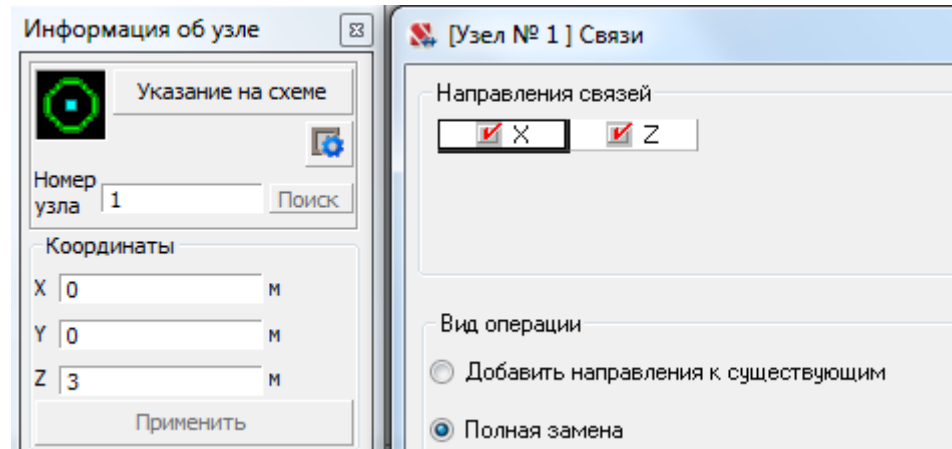 Информация об узле
Указание на схеме
Номер
узла 1 Поиск
Координаты
X 0 м
Y 0 м
Z 3 м
Применить
[Узел № 1 ] Связи
Направления связей
X Z
Вид операции
Добавить направления к существующим
Полная замена